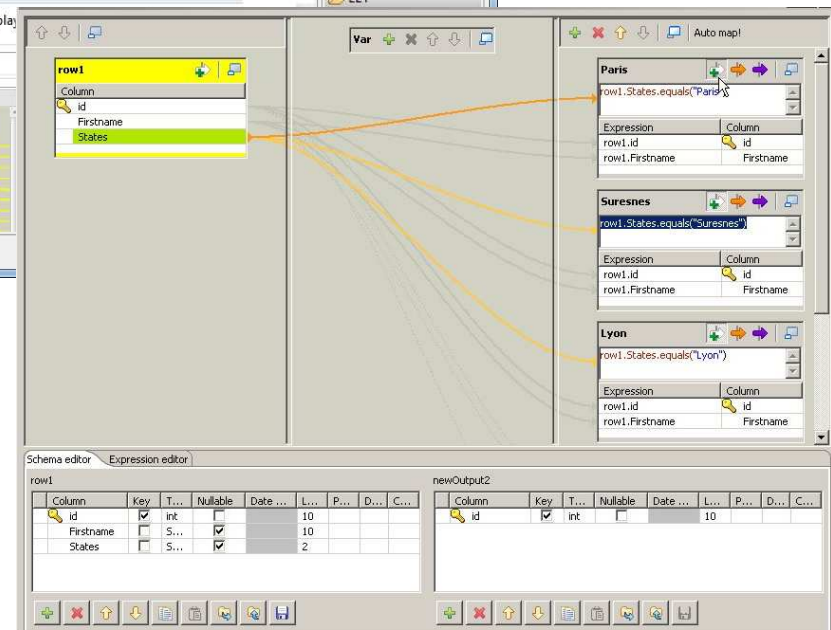 Var
Auto map!
row1
Column
id
Firstname
States
Paris
row1.States.equals("Paris
Expression Column
row1.id id
row1.Firstname Firstname
Suresnes
row1.States.equals("Suresnes")
Expression Column
row1.id id
row1.Firstname Firstname
Lyon
row1.States.equals("Lyon")
Expression Column
row1.id id
row1.Firstname Firstname
Schema editor Expression editor
row1
Column Key T... Nullable Date ... L... P... D... C...
id int 10
Firstname S... 10
States S... 2
newOutput2
Column Key T... Nullable Date ... L... P... D... C...
id int 10